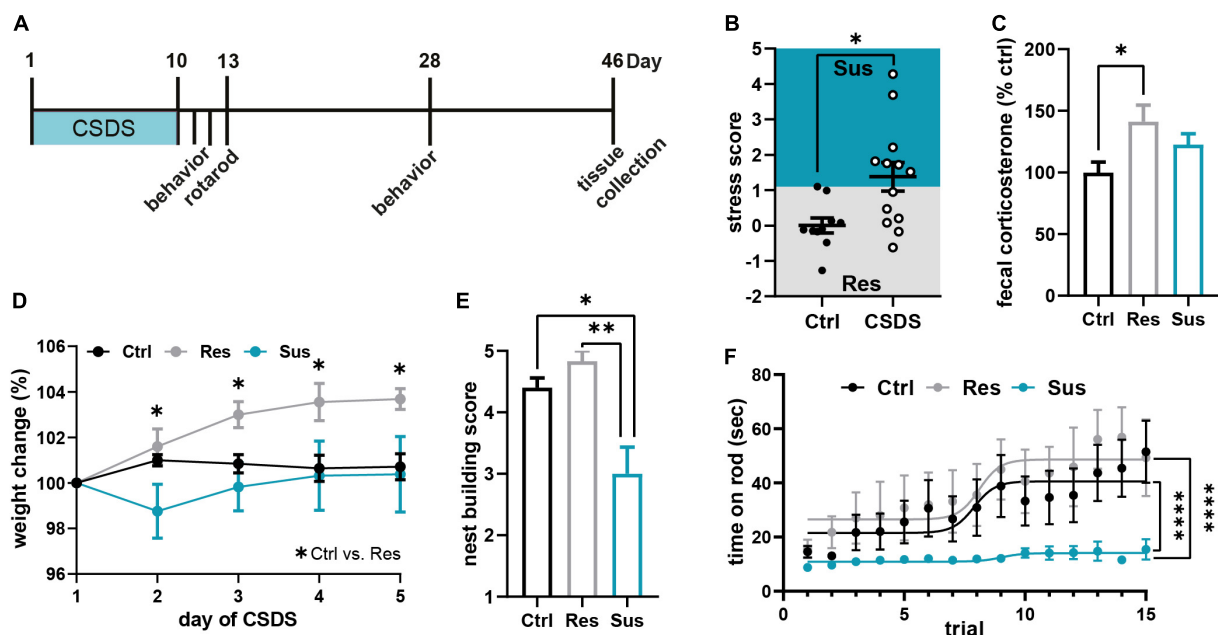 A
1 10 13 28 46 Day
CSDS
behavior
rotarod
behavior
tissue
collection
B
5
4
3
2
1
0
-1
-2
stress score
*
Sus
Res
Ctrl CSDS
C
200
150
100
50
0
fecal corticosterone (% ctrl)
*
Ctrl Res Sus
D
106
104
102
100
98
96
weight change (%)
Ctrl Res Sus
* * * *
* Ctrl vs. Res
1 2 3 4 5
day of CSDS
E
5
4
3
2
1
nest building score
*
**
Ctrl Res Sus
F
80
60
40
20
0
time on rod (sec)
Ctrl Res Sus
****
****
0 5 10 15
trial